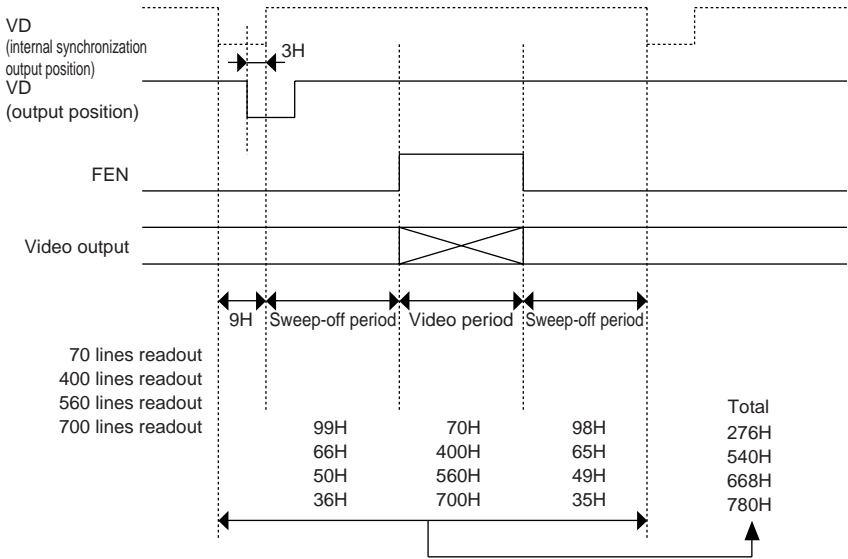 VD
(internal synchronization
output position)
3H
VD
(output position)
FEN
Video output
9H Sweep-off period Video period Sweep-off period
70 lines readout
400 lines readout
560 lines readout
700 lines readout
Total
99H 70H 98H 276H
66H 400H 65H 540H
50H 560H 49H 668H
36H 700H 35H 780H